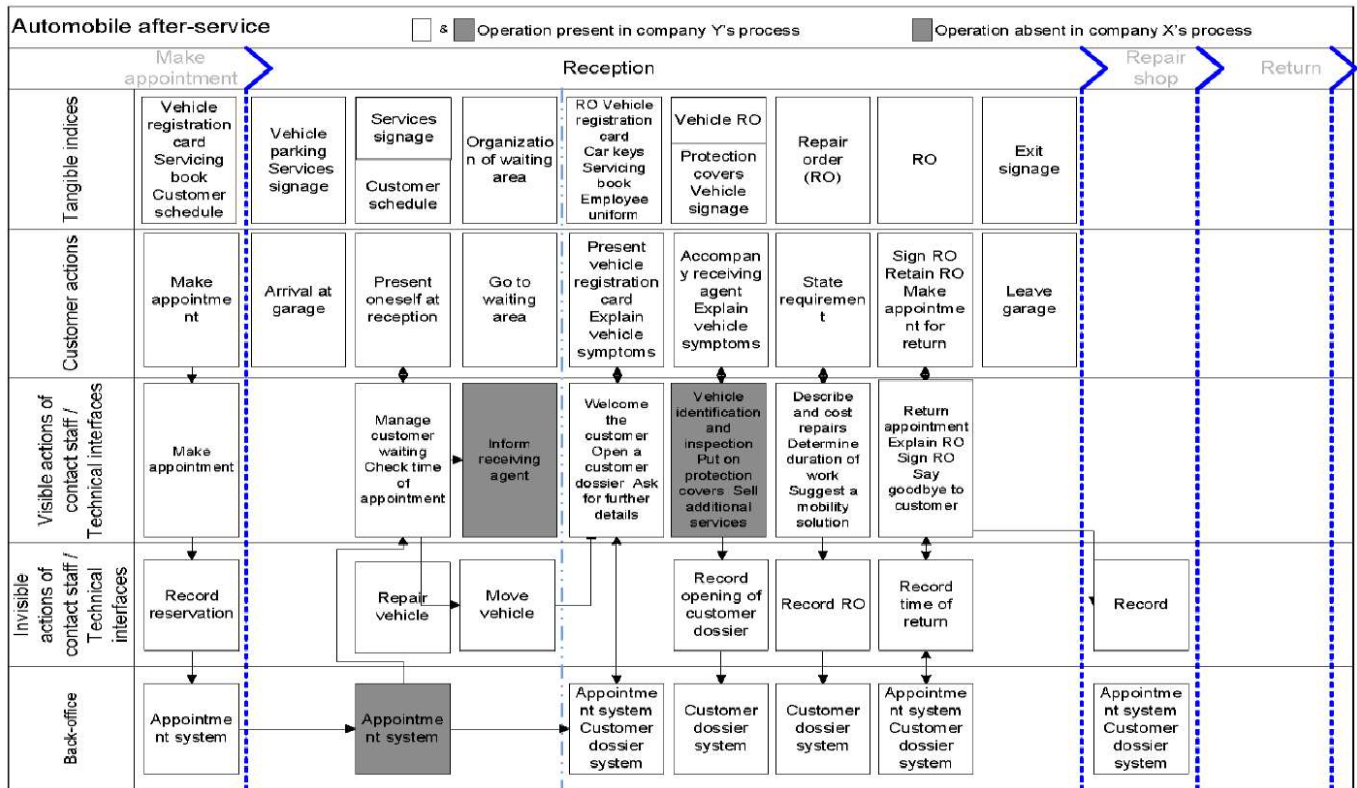 Automobile after-service
& Operation present in company Y's process
Operation absent in company X's process
Make
appointment
Reception
Repair
shop
Return
Tangible indices
Vehicle
registration
card
Servicing
book
Customer
schedule
Vehicle
parking
Services
signage
Services
signage
Customer
schedule
Organizatio
n of waiting
area
RO Vehicle
registration
card
Car keys
Servicing
book
Employee
uniform
Vehicle RO
Protection
covers
Vehicle
signage
Repair
order
(RO)
RO
Exit
signage
Customer actions
Make
appointme
nt
Arrival at
garage
Present
oneself at
reception
Go to
waiting
area
Present
vehicle
registration
card
Explain
vehicle
symptoms
Accompan
y receiving
agent
Explain
vehicle
symptoms
State
requiremen
t
Sign RO
Retain RO
Make
appointme
nt for
return
Leave
garage
Visible actions of
contact staff /
Technical interfaces
Make
appointment
Manage
customer
waiting
Check time
of
appointment
Inform
receiving
agent
Welcome
the
customer
Open a
customer
dossier Ask
for further
details
Vehicle
identification
and
inspection
Put on
protection
covers Sell
additional
services
Describe
and cost
repairs
Determine
duration of
work
Suggest a
mobility
solution
Return
appointment
Explain RO
Sign RO
Say
goodbye to
customer
Invisible
actions of
contact staff /
Technical
interfaces
Record
reservation
Repair
vehicle
Move
vehicle
Record
opening of
customer
dossier
Record RO
Record
time of
return
Record
Back-office
Appointme
nt system
Appointme
nt system
Appointme
nt system
Customer
dossier
system
Customer
dossier
system
Customer
dossier
system
Appointme
nt system
Customer
dossier
system
Appointme
nt system
Customer
dossier
system